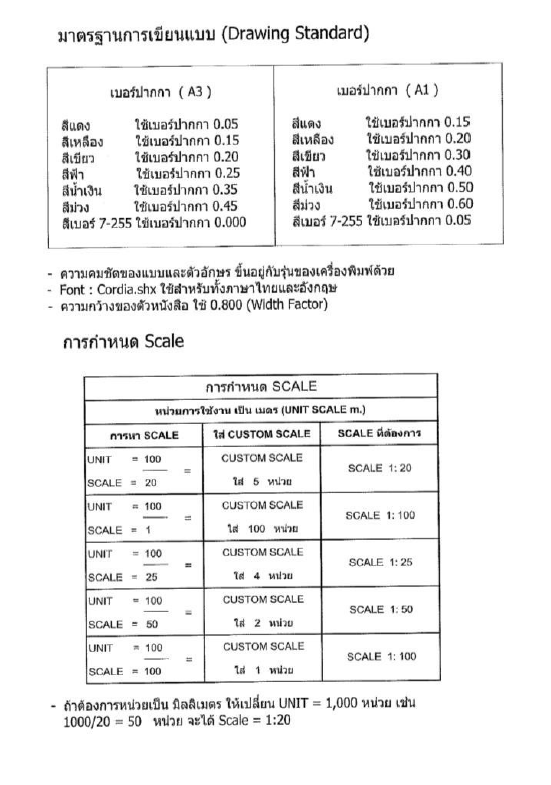 มาตรฐานการเขียนแบบ (Drawing Standard)
เบอร์ปากกา ( A3 )
สีแดง ใช้เบอร์ปากกา 0.05
สีเหลือง ใช้เบอร์ปากกา 0.15
สีเขียว ใช้เบอร์ปากกา 0.20
สีฟ้า ใช้เบอร์ปากกา 0.25
สีน้ำเงิน ใช้เบอร์ปากกา 0.35
สีม่วง ใช้เบอร์ปากกา 0.45
สีเบอร์ 7-255 ใช้เบอร์ปากกา 0.000
เบอร์ปากกา ( A1 )
สีแดง ใช้เบอร์ปากกา 0.15
สีเหลือง ใช้เบอร์ปากกา 0.20
สีเขียว ใช้เบอร์ปากกา 0.30
สีฟ้า ใช้เบอร์ปากกา 0.40
สีน้ำเงิน ใช้เบอร์ปากกา 0.50
สีม่วง ใช้เบอร์ปากกา 0.60
สีเบอร์ 7-255 ใช้เบอร์ปากกา 0.05
- ความคมชัดของแบบและตัวอักษร ขึ้นอยู่กับรุ่นของเครื่องพิมพ์ด้วย
- Font : Cordia.shx ใช้สำหรับทั้งภาษาไทยและอังกฤษ
- ความกว้างของตัวหนังสือ ใช้ 0.800 (Width Factor)
การกำหนด Scale
การกำหนด SCALE
หน่วยการใช้งาน เป็น เมตร (UNIT SCALE m.)
การหา SCALE ใส่ CUSTOM SCALE SCALE ที่ต้องการ
UNIT = 100 = CUSTOM SCALE SCALE 1: 20
SCALE = 20 ใส่ 5 หน่วย
UNIT = 100 = CUSTOM SCALE SCALE 1: 100
SCALE = 1 ใส่ 100 หน่วย
UNIT = 100 = CUSTOM SCALE SCALE 1: 25
SCALE = 25 ใส่ 4 หน่วย
UNIT = 100 = CUSTOM SCALE SCALE 1: 50
SCALE = 50 ใส่ 2 หน่วย
UNIT = 100 = CUSTOM SCALE SCALE 1: 100
SCALE = 100 ใส่ 1 หน่วย
- ถ้าต้องการหน่วยเป็น มิลลิเมตร ให้เปลี่ยน UNIT = 1,000 หน่วย เช่น
1000/20 = 50 หน่วย จะได้ Scale = 1:20